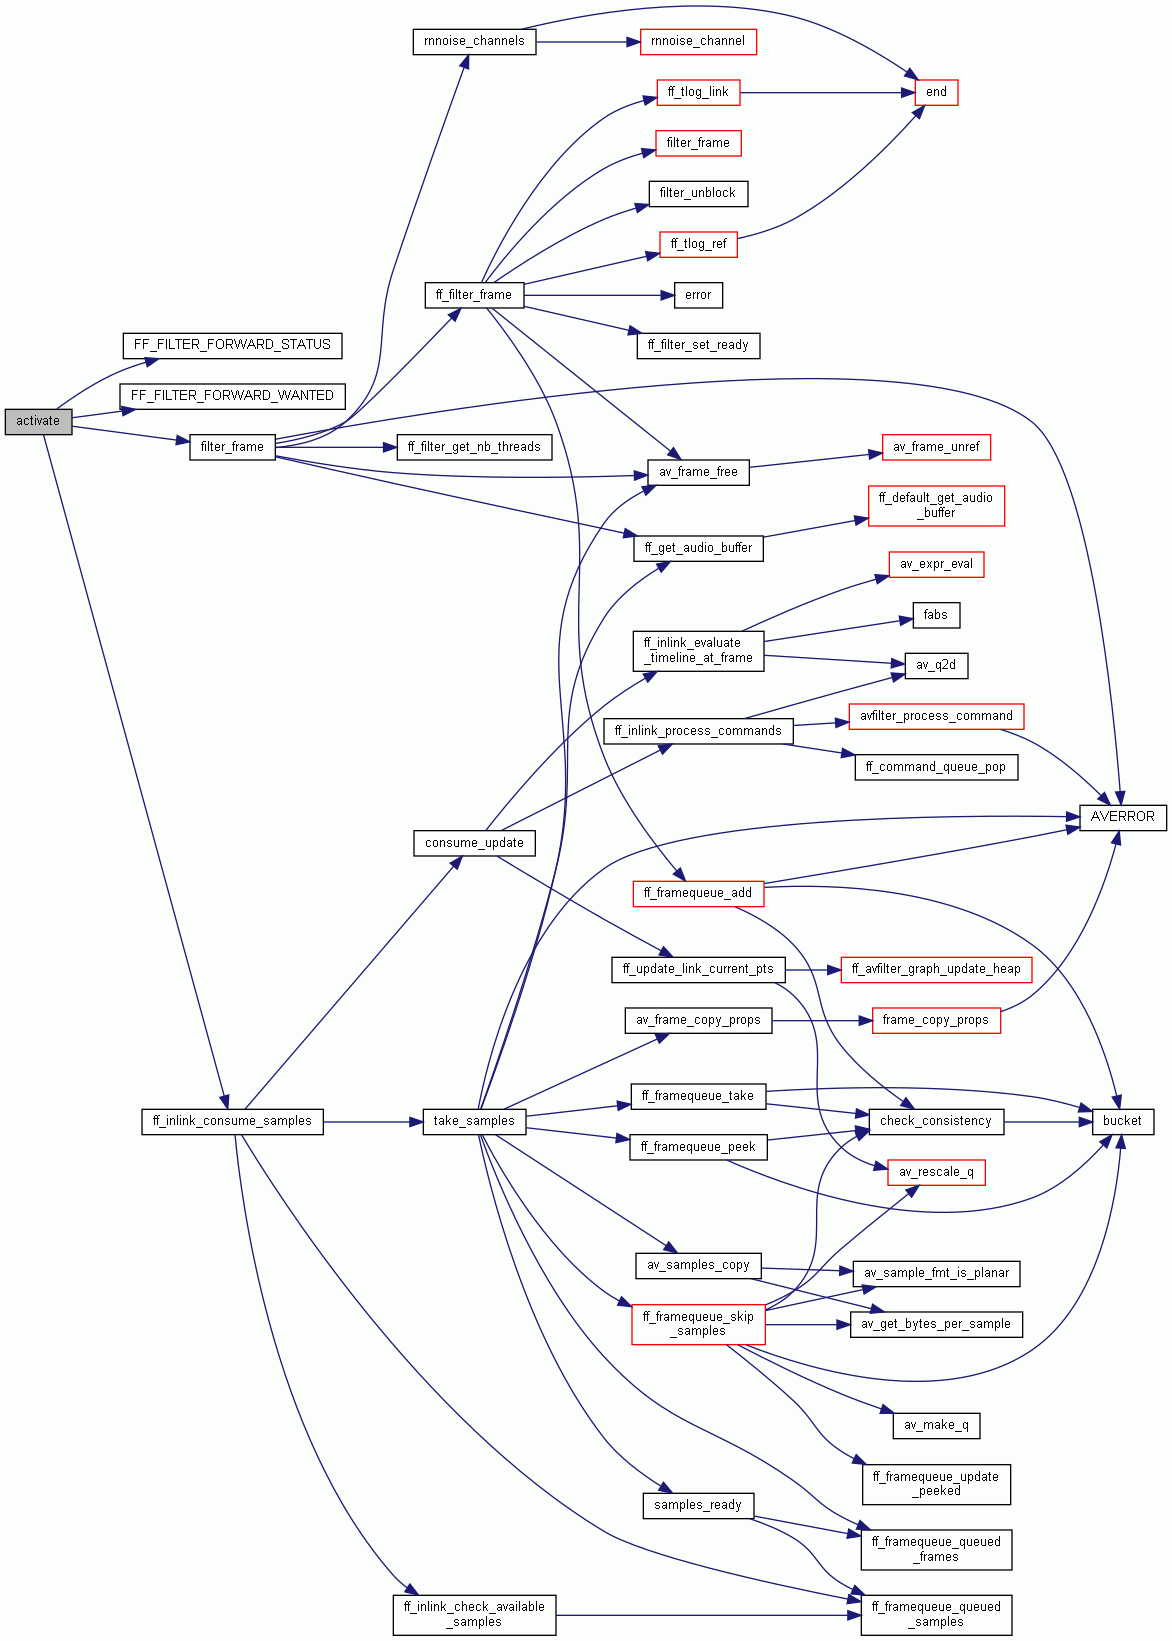 rnnoise_channels
rnnoise_channel
ff_tlog_link
end
filter_frame
filter_unblock
ff_tlog_ref
ff_filter_frame
error
FF_FILTER_FORWARD_STATUS
ff_filter_set_ready
FF_FILTER_FORWARD_WANTED
activate
filter_frame
ff_filter_get_nb_threads
av_frame_free
av_frame_unref
ff_default_get_audio
_buffer
ff_get_audio_buffer
av_expr_eval
fabs
ff_inlink_evaluate
_timeline_at_frame
av_q2d
avfilter_process_command
ff_inlink_process_commands
ff_command_queue_pop
AVERROR
consume_update
ff_framequeue_add
ff_update_link_current_pts
ff_avfilter_graph_update_heap
av_frame_copy_props
frame_copy_props
ff_framequeue_take
ff_inlink_consume_samples
take_samples
check_consistency
bucket
ff_framequeue_peek
av_rescale_q
av_samples_copy
av_sample_fmt_is_planar
ff_framequeue_skip
_samples
av_get_bytes_per_sample
av_make_q
ff_framequeue_update
_peeked
samples_ready
ff_framequeue_queued
_frames
ff_inlink_check_available
_samples
ff_framequeue_queued
_samples